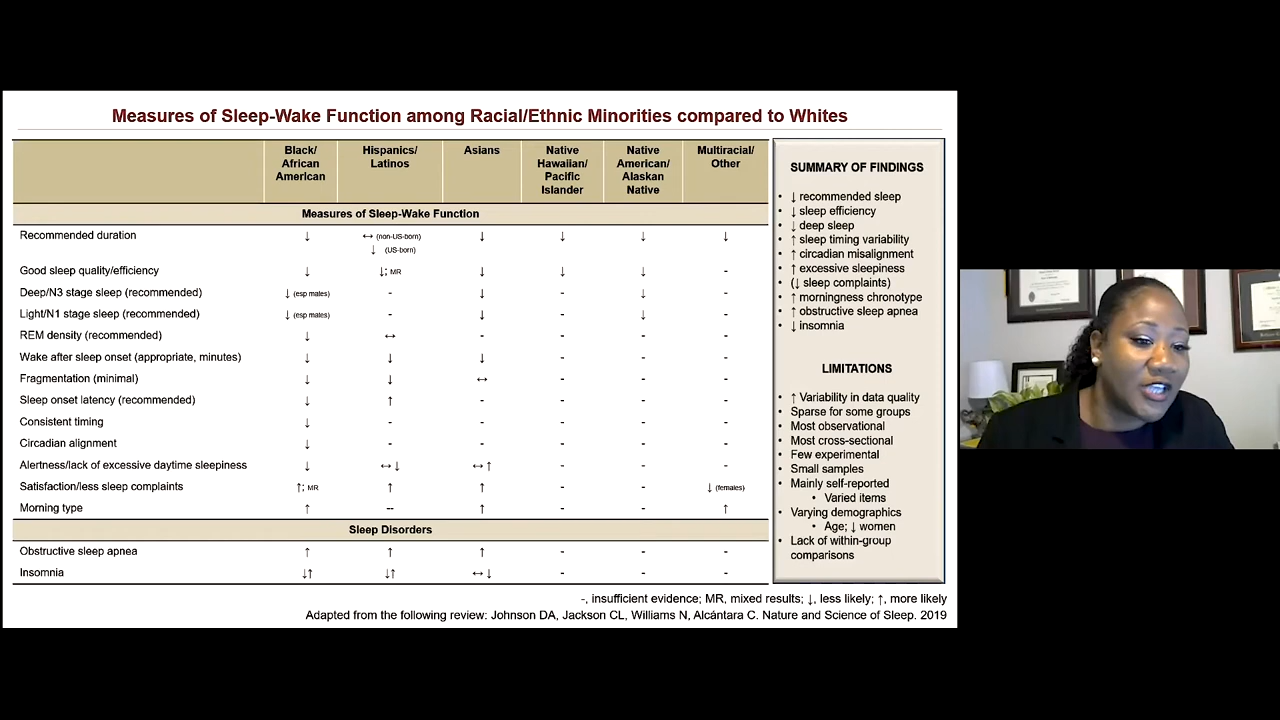 Measures of Sleep-Wake Function among Racial/Ethnic Minorities compared to Whites
Black/ African American Hispanics/ Latinos Asians Native Hawaiian/ Pacific Islander Native American/ Alaskan Native Multiracial/ Other
Measures of Sleep-Wake Function
Recommended duration ↓ ↔ (non-US-born) ↓ (US-born) ↓ ↓ ↓ ↓
Good sleep quality/efficiency ↓ ↓; MR ↓ ↓ ↓ -
Deep/N3 stage sleep (recommended) ↓ (esp males) - ↓ - ↓ -
Light/N1 stage sleep (recommended) ↓ (esp males) - ↓ - ↓ -
REM density (recommended) ↓ ↔ - - - -
Wake after sleep onset (appropriate, minutes) ↓ ↓ ↓ - - -
Fragmentation (minimal) ↓ ↓ ↔ - - -
Sleep onset latency (recommended) ↓ ↑ - - - -
Consistent timing ↓ - - - - -
Circadian alignment ↓ - - - - -
Alertness/lack of excessive daytime sleepiness ↓ ↔↓ ↔↑ - - -
Satisfaction/less sleep complaints ↑; MR ↑ ↑ - - ↓ (females)
Morning type ↑ -- ↑ - - ↑
Sleep Disorders
Obstructive sleep apnea ↑ ↑ ↑ - - -
Insomnia ↓↑ ↓↑ ↔↓ - - -
SUMMARY OF FINDINGS
• ↓ recommended sleep
• ↓ sleep efficiency
• ↓ deep sleep
• ↑ sleep timing variability
• ↑ circadian misalignment
• ↑ excessive sleepiness
• (↓ sleep complaints)
• ↑ morningness chronotype
• ↑ obstructive sleep apnea
• ↓ insomnia
LIMITATIONS
• ↑ Variability in data quality
• Sparse for some groups
• Most observational
• Most cross-sectional
• Few experimental
• Small samples
• Mainly self-reported
• Varied items
• Varying demographics
• Age; ↓ women
• Lack of within-group
comparisons
-, insufficient evidence; MR, mixed results; ↓, less likely; ↑, more likely
Adapted from the following review: Johnson DA, Jackson CL, Williams N, Alcántara C. Nature and Science of Sleep. 2019